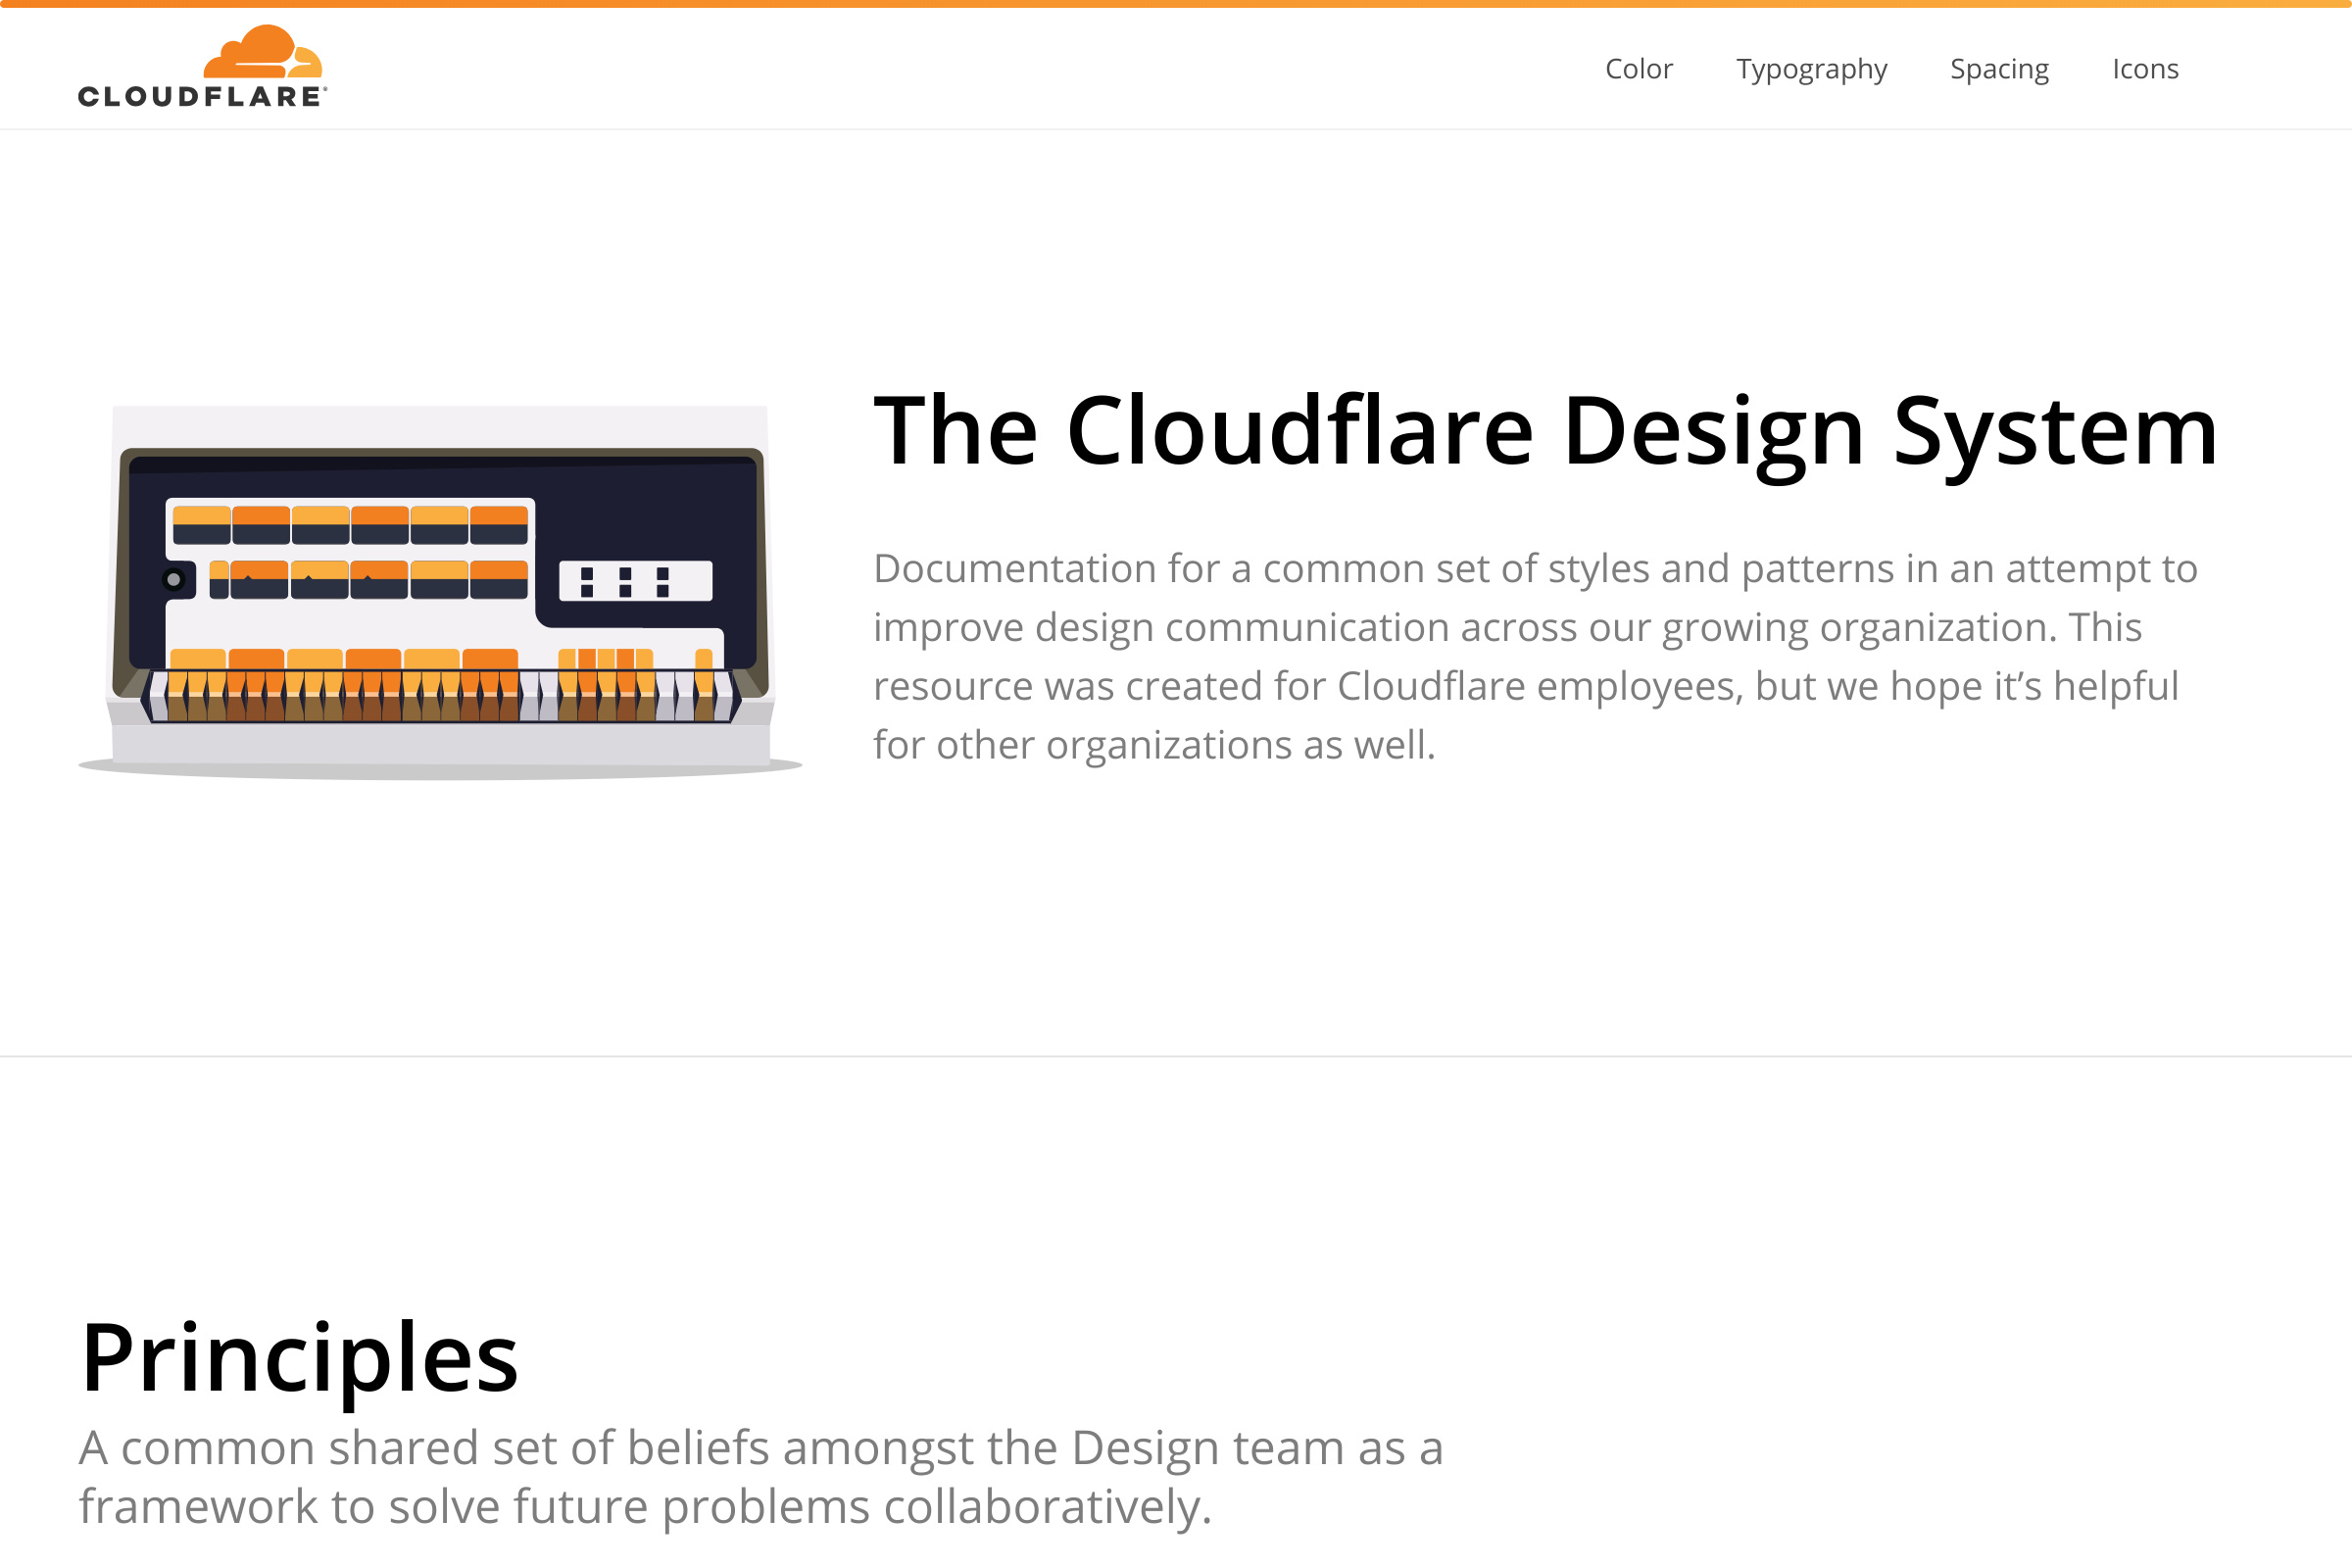 CLOUDFLARE®
Color Typography Spacing Icons
The Cloudflare Design System
Documentation for a common set of styles and patterns in an attempt to
improve design communication across our growing organization. This
resource was created for Cloudflare employees, but we hope it’s helpful
for other organizations as well.
Principles
A common shared set of beliefs amongst the Design team as a
framework to solve future problems collaboratively.